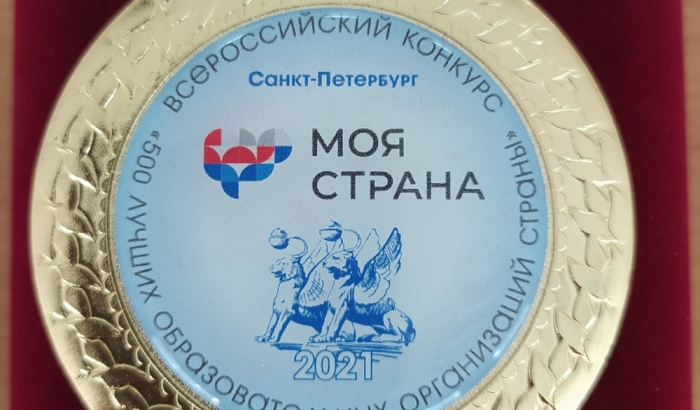 ВСЕРОССИЙСКИЙ КОНКУРС
Санкт-Петербург
МОЯ
СТРАНА
2021
«500 ЛУЧШИХ ОБРАЗОВАТЕЛЬНЫХ ОРГАНИЗАЦИЙ СТРАНЫ»